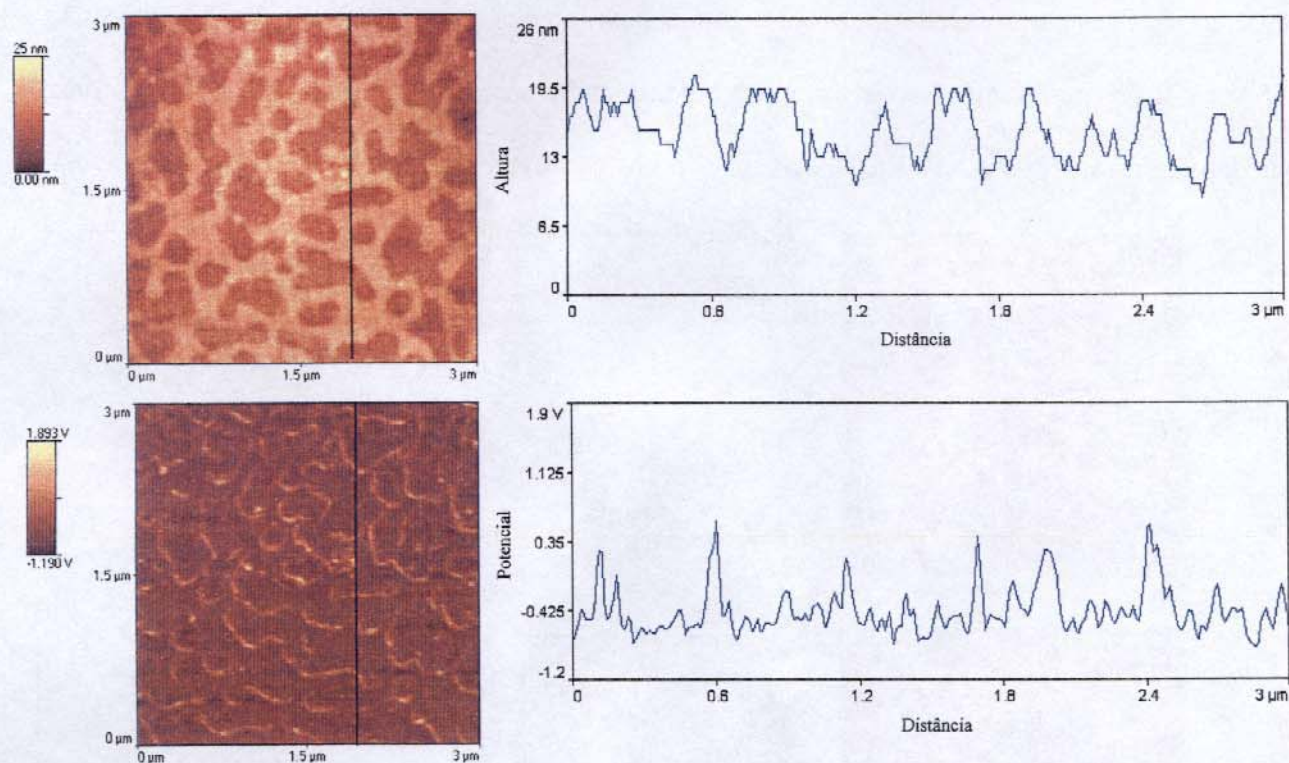 3 µm
25 nm
0.00 nm
1.5 µm
0 µm
0 µm
1.5 µm
3 µm
26 nm
19.5
13
6.5
0
Altura
0
0.6
1.2
1.8
2.4
3 µm
Distância
3 µm
1.893 V
-1.190 V
1.5 µm
0 µm
0 µm
1.5 µm
3 µm
1.9 V
1.125
0.35
-0.425
-1.2
Potencial
0
0.6
1.2
1.8
2.4
3 µm
Distância